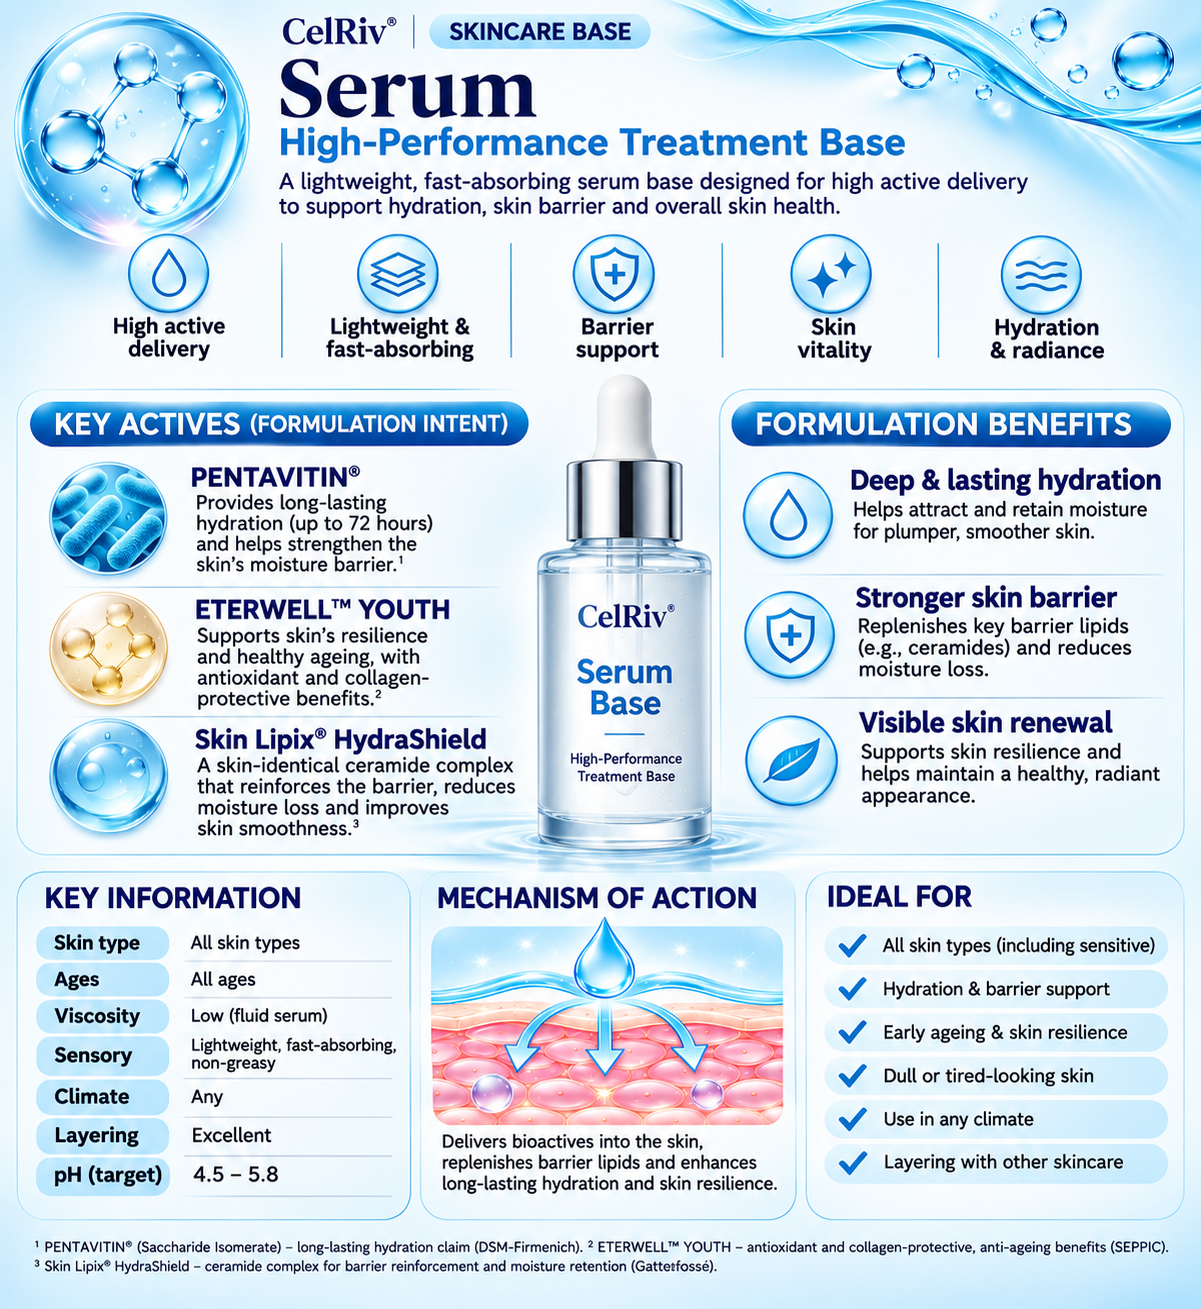 CelRiv® | SKINCARE BASE
Serum
High-Performance Treatment Base
A lightweight, fast-absorbing serum base designed for high active delivery
to support hydration, skin barrier and overall skin health.
High active
delivery
Lightweight &
fast-absorbing
Barrier
support
Skin
vitality
Hydration
& radiance
KEY ACTIVES (FORMULATION INTENT)
PENTAVITIN®
Provides long-lasting
hydration (up to 72 hours)
and helps strengthen the
skin's moisture barrier.¹
ETERWELL™ YOUTH
Supports skin's resilience
and healthy ageing, with
antioxidant and collagen-
protective benefits.²
Skin Lipix® HydraShield
A skin-identical ceramide complex
that reinforces the barrier, reduces
moisture loss and improves
skin smoothness.³
CelRiv®
Serum
Base
High-Performance
Treatment Base
FORMULATION BENEFITS
Deep & lasting hydration
Helps attract and retain moisture
for plumper, smoother skin.
Stronger skin barrier
Replenishes key barrier lipids
(e.g., ceramides) and reduces
moisture loss.
Visible skin renewal
Supports skin resilience and
helps maintain a healthy, radiant
appearance.
KEY INFORMATION
Skin type All skin types
Ages All ages
Viscosity Low (fluid serum)
Sensory Lightweight, fast-absorbing,
non-greasy
Climate Any
Layering Excellent
pH (target) 4.5 – 5.8
MECHANISM OF ACTION
Delivers bioactives into the skin,
replenishes barrier lipids and enhances
long-lasting hydration and skin resilience.
IDEAL FOR
All skin types (including sensitive)
Hydration & barrier support
Early ageing & skin resilience
Dull or tired-looking skin
Use in any climate
Layering with other skincare
¹ PENTAVITIN® (Saccharide Isomerate) – long-lasting hydration claim (DSM-Firmenich). ² ETERWELL™ YOUTH – antioxidant and collagen-protective, anti-ageing benefits (SEPPIC).
³ Skin Lipix® HydraShield – ceramide complex for barrier reinforcement and moisture retention